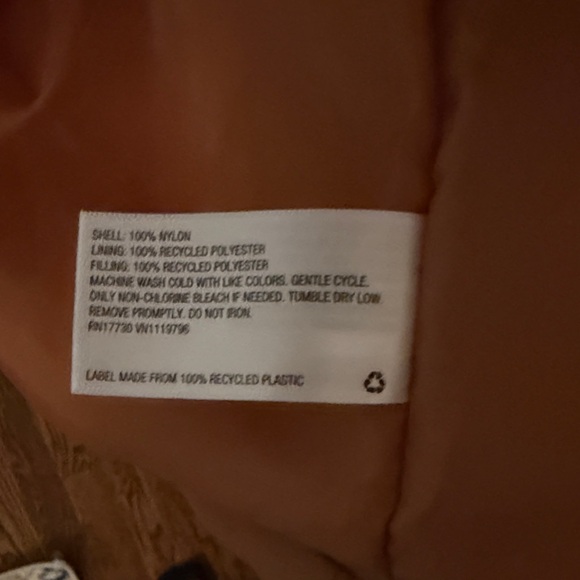 SHELL: 100% NYLON
LINING: 100% RECYCLED POLYESTER
FILLING: 100% RECYCLED POLYESTER
MACHINE WASH COLD WITH LIKE COLORS. GENTLE CYCLE.
ONLY NON-CHLORINE BLEACH IF NEEDED. TUMBLE DRY LOW.
REMOVE PROMPTLY. DO NOT IRON.
RN17730 VN1119796
LABEL MADE FROM 100% RECYCLED PLASTIC